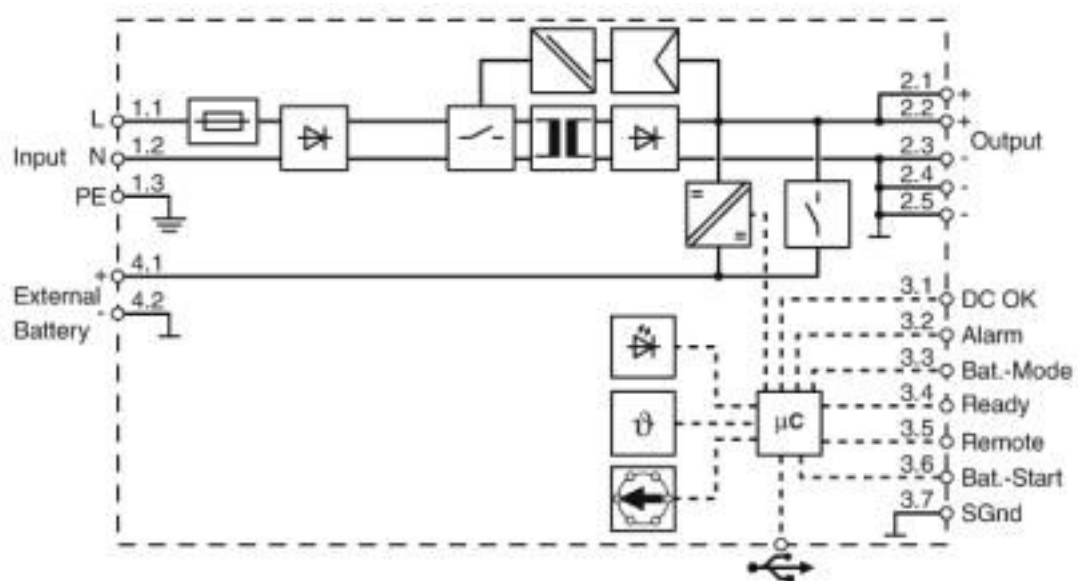 L 1.1
Input N 1.2
PE 1.3
+ 4.1
External
Battery
- 4.2
2.1 +
2.2 +
Output
2.3 -
2.4 -
2.5 -
=
=
3.1 DC OK
3.2 Alarm
3.3 Bat.-Mode
3.4 Ready
3.5 Remote
3.6 Bat.-Start
3.7 SGnd
ϑ
µC